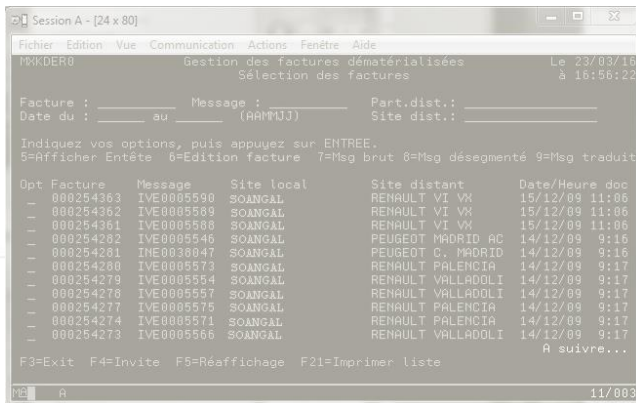 Session A - [24 x 80]
Fichier Edition Vue Communication Actions Fenêtre Aide
MXKDER0 Gestion des factures dématérialisées Le 23/03/16
Sélection des factures à 16:56:22
Facture : Message : Part.dist.:
Date du : au (AAMMJJ) Site dist.:
Indiquez vos options, puis appuyez sur ENTREE.
5=Afficher Entête 6=Edition facture 7=Msg brut 8=Msg désegmenté 9=Msg traduit
Opt Facture Message Site local Site distant Date/Heure doc
000254363 IVE0005590 SOANGAL RENAULT VI VX 15/12/09 11:06
000254362 IVE0005589 SOANGAL RENAULT VI VX 15/12/09 11:06
000254361 IVE0005588 SOANGAL RENAULT VI VX 15/12/09 11:06
000254282 IVE0005546 SOANGAL PEUGEOT MADRID AC 14/12/09 9:16
000254281 INE0038047 SOANGAL PEUGEOT C. MADRID 14/12/09 9:16
000254280 IVE0005573 SOANGAL RENAULT PALENCIA 14/12/09 9:17
000254279 IVE0005554 SOANGAL RENAULT VALLADOLI 14/12/09 9:17
000254278 IVE0005557 SOANGAL RENAULT VALLADOLI 14/12/09 9:17
000254277 IVE0005575 SOANGAL RENAULT PALENCIA 14/12/09 9:17
000254274 IVE0005571 SOANGAL RENAULT PALENCIA 14/12/09 9:17
000254273 IVE0005566 SOANGAL RENAULT VALLADOLI 14/12/09 9:17
A suivre...
F3=Exit F4=Invite F5=Réaffichage F21=Imprimer liste
A 11/003